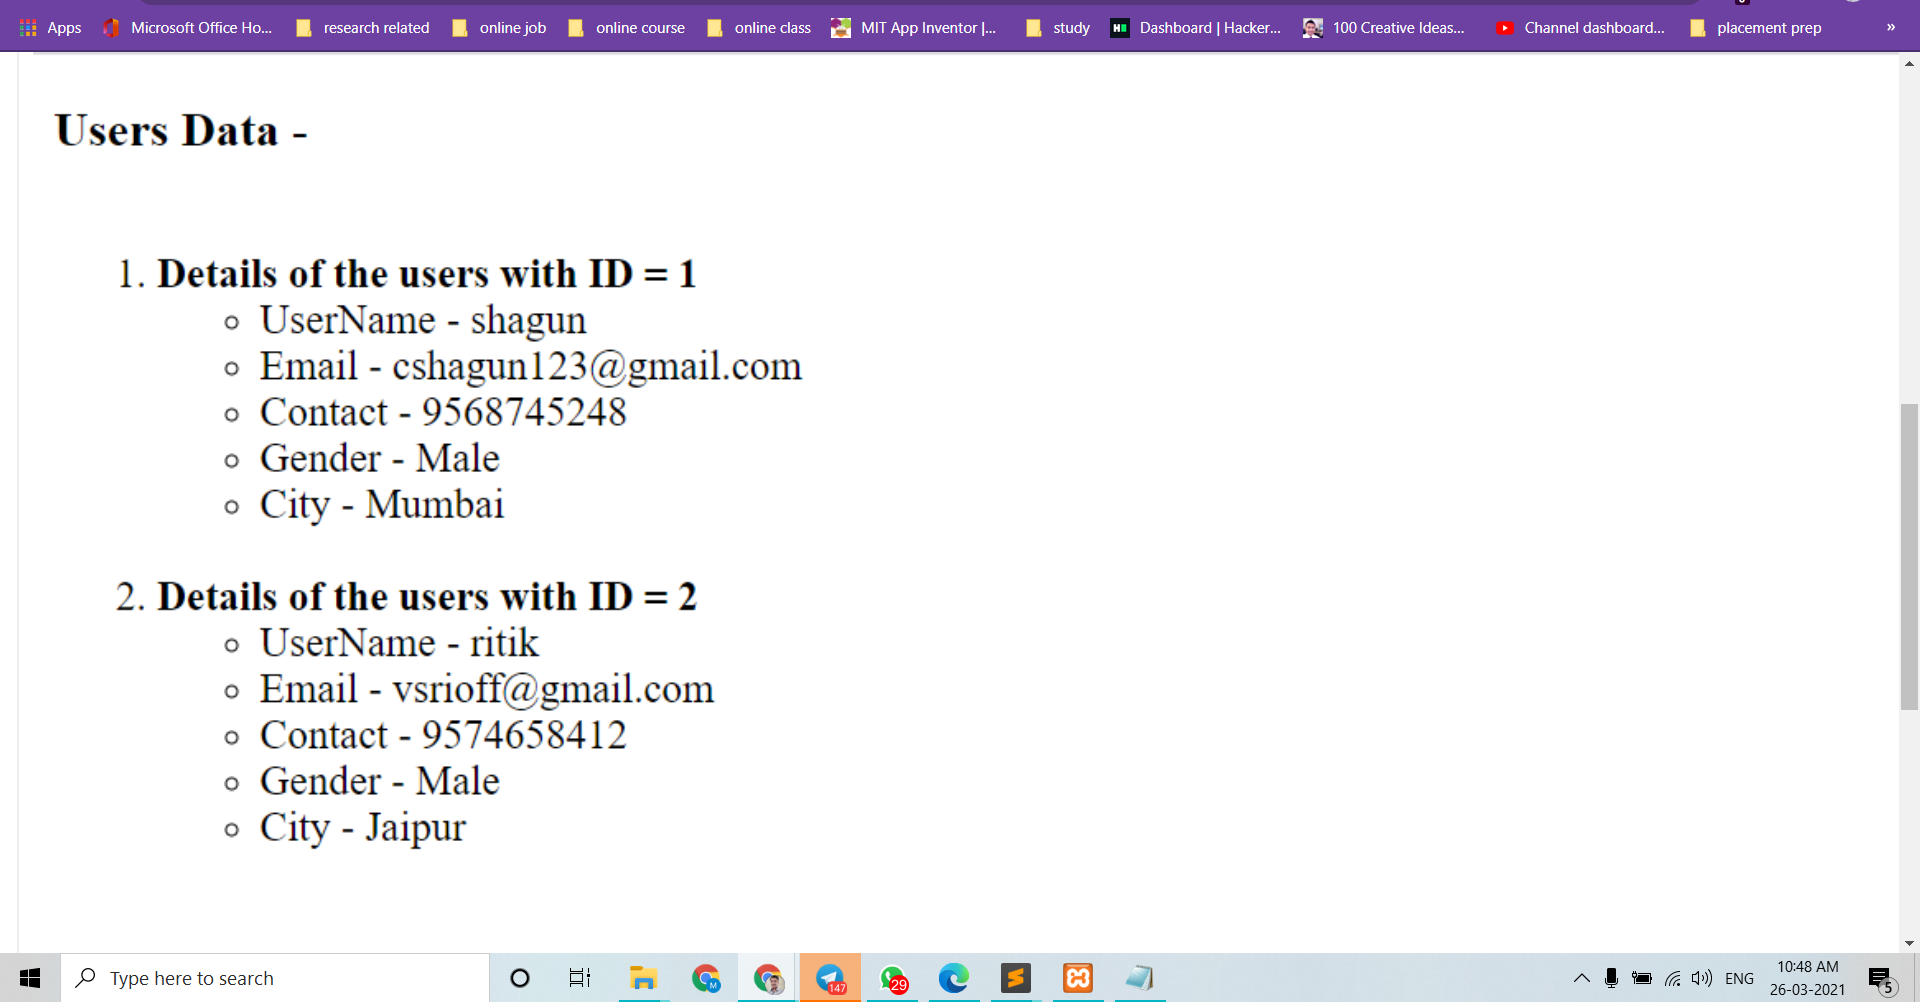 Apps Microsoft Office Ho... research related online job online course online class MIT App Inventor |... study Dashboard | Hacker... 100 Creative Ideas... Channel dashboard... placement prep »
Users Data -
1. Details of the users with ID = 1
UserName - shagun
Email - cshagun123@gmail.com
Contact - 9568745248
Gender - Male
City - Mumbai
2. Details of the users with ID = 2
UserName - ritik
Email - vsrioff@gmail.com
Contact - 9574658412
Gender - Male
City - Jaipur
Type here to search M 147 29 ENG 10:48 AM 5
26-03-2021